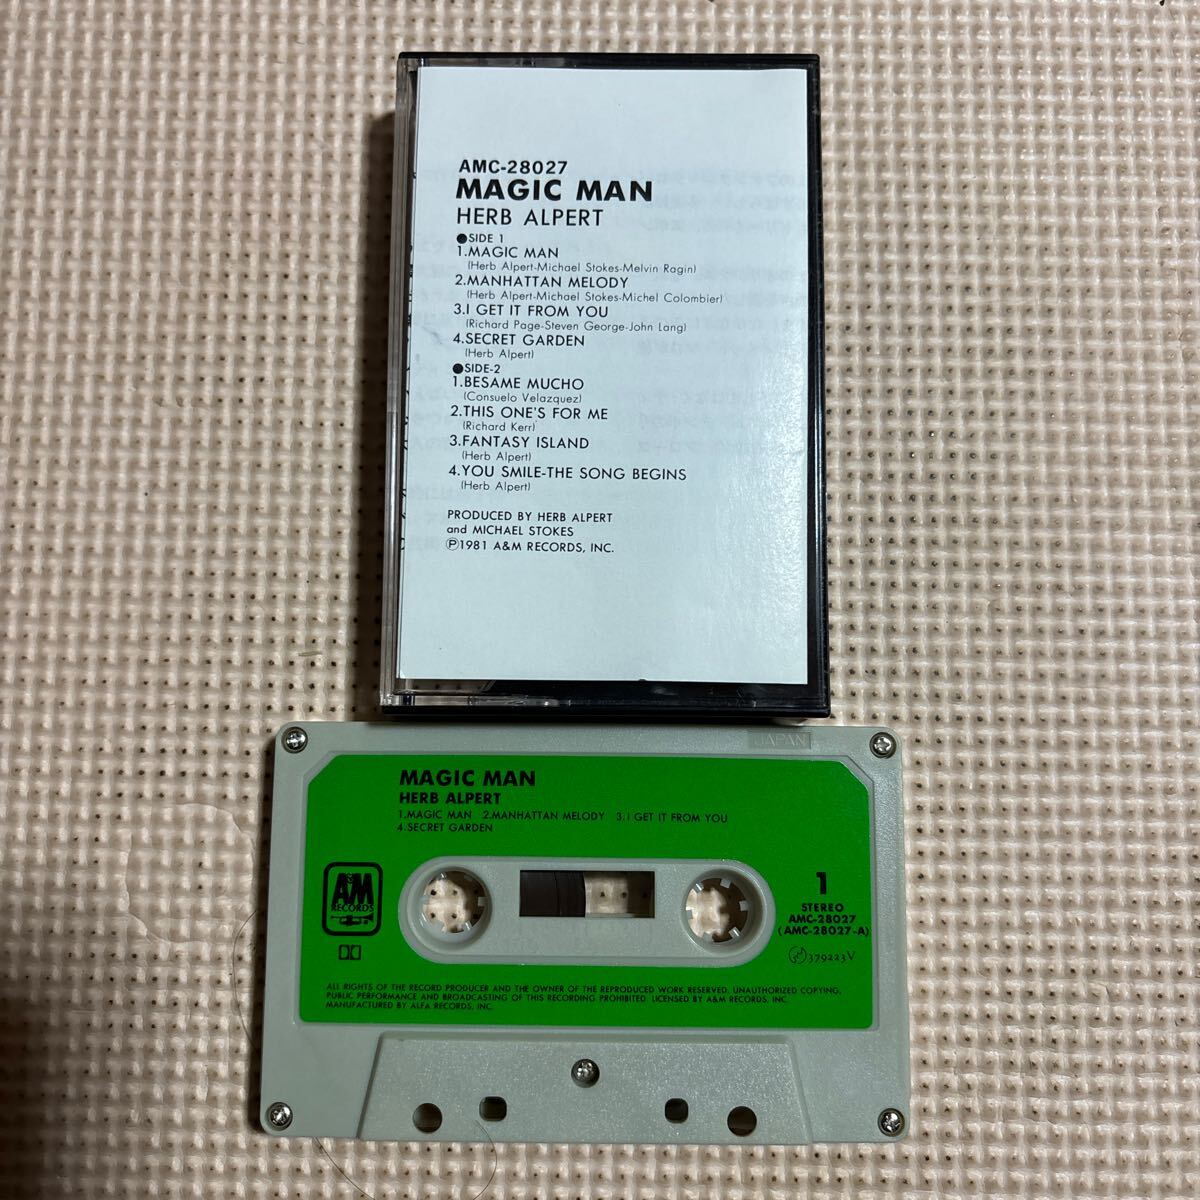 AMC-28027
MAGIC MAN
HERB ALPERT
●SIDE 1
1.MAGIC MAN
(Herb Alpert-Michael Stokes-Melvin Ragin)
2.MANHATTAN MELODY
(Herb Alpert-Michael Stokes-Michel Colombier)
3.I GET IT FROM YOU
(Richard Page-Steven George-John Lang)
4.SECRET GARDEN
(Herb Alpert)
●SIDE-2
1.BESAME MUCHO
(Consuelo Velazquez)
2.THIS ONE'S FOR ME
(Richard Kerr)
3.FANTASY ISLAND
(Herb Alpert)
4.YOU SMILE-THE SONG BEGINS
(Herb Alpert)
PRODUCED BY HERB ALPERT
and MICHAEL STOKES
Ⓟ1981 A&M RECORDS, INC.
JAPAN
MAGIC MAN
HERB ALPERT
1.MAGIC MAN 2.MANHATTAN MELODY 3.I GET IT FROM YOU
4.SECRET GARDEN
A&M
RECORDS
1
STEREO
AMC-28027
(AMC-28027-A)
379223V
ALL RIGHTS OF THE RECORD PRODUCER AND THE OWNER OF THE REPRODUCED WORK RESERVED. UNAUTHORIZED COPYING,
PUBLIC PERFORMANCE AND BROADCASTING OF THIS RECORDING PROHIBITED. LICENSED BY A&M RECORDS, INC.
MANUFACTURED BY ALFA RECORDS, INC.